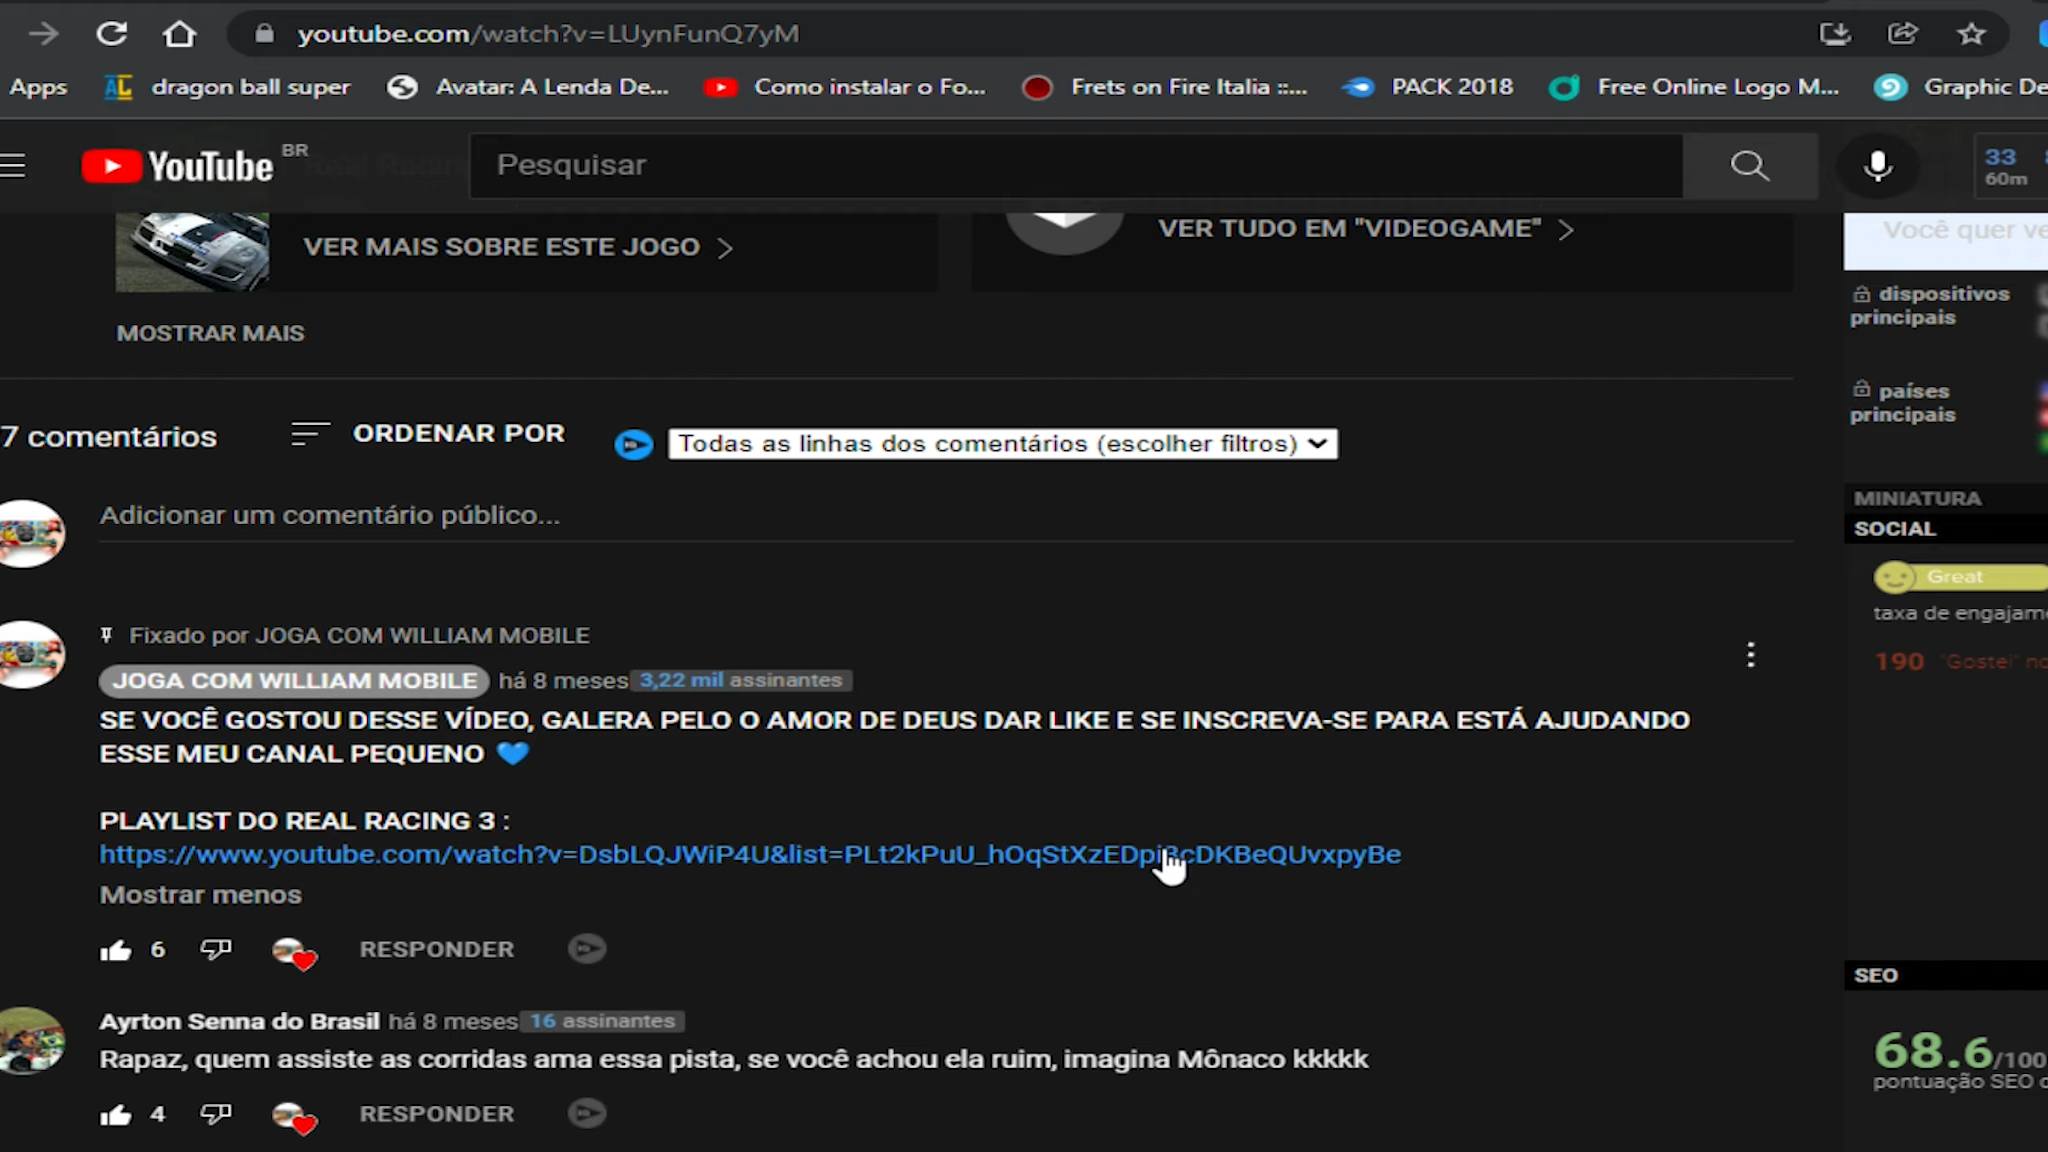 youtube.com/watch?v=LUynFunQ7yM
Apps dragon ball super Avatar: A Lenda De... Como instalar o Fo... Frets on Fire Italia ::... PACK 2018 Free Online Logo M... Graphic De
YouTube BR Pesquisar 33
60m
VER MAIS SOBRE ESTE JOGO VER TUDO EM "VIDEOGAME" Você quer ve
dispositivos
principais
MOSTRAR MAIS
países
principais
7 comentários ORDENAR POR Todas as linhas dos comentários (escolher filtros)
MINIATURA
SOCIAL
Adicionar um comentário público...
Great
taxa de engajam
190 "Gostei" no
Fixado por JOGA COM WILLIAM MOBILE
JOGA COM WILLIAM MOBILE há 8 meses 3,22 mil assinantes
SE VOCÊ GOSTOU DESSE VÍDEO, GALERA PELO O AMOR DE DEUS DAR LIKE E SE INSCREVA-SE PARA ESTÁ AJUDANDO
ESSE MEU CANAL PEQUENO 💙
PLAYLIST DO REAL RACING 3 :
https://www.youtube.com/watch?v=DsbLQJWiP4U&list=PLt2kPuU_hOqStXzEDpi3cDKBeQUvxpyBe
Mostrar menos
6 RESPONDER
SEO
Ayrton Senna do Brasil há 8 meses 16 assinantes
Rapaz, quem assiste as corridas ama essa pista, se você achou ela ruim, imagina Mônaco kkkkk
68.6/100
pontuação SEO
4 RESPONDER